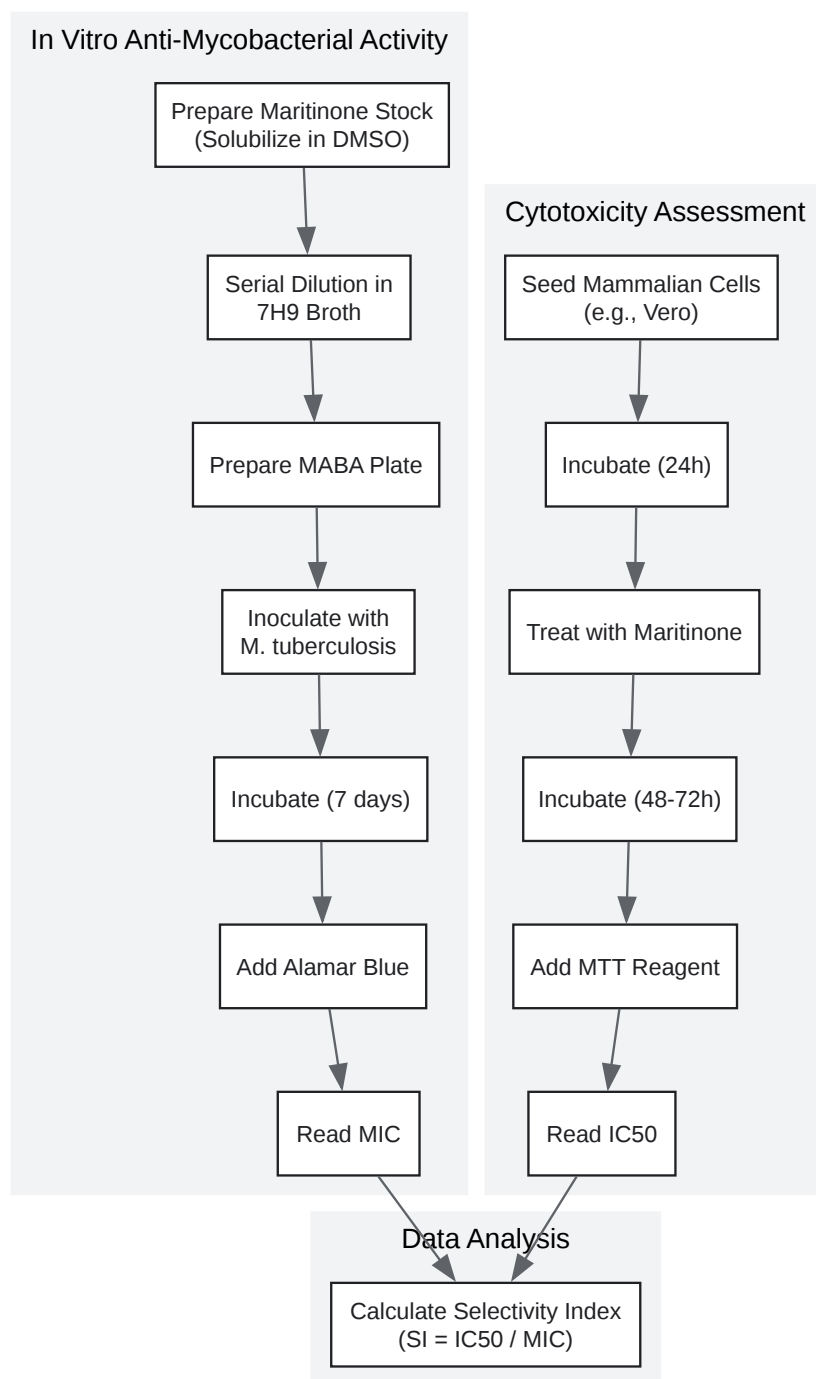 In Vitro Anti-Mycobacterial Activity
Prepare Maritinone Stock
(Solubilize in DMSO)
Serial Dilution in
7H9 Broth
Prepare MABA Plate
Inoculate with
M. tuberculosis
Incubate (7 days)
Add Alamar Blue
Read MIC
Cytotoxicity Assessment
Seed Mammalian Cells
(e.g., Vero)
Incubate (24h)
Treat with Maritinone
Incubate (48-72h)
Add MTT Reagent
Read IC50
Data Analysis
Calculate Selectivity Index
(SI = IC50 / MIC)